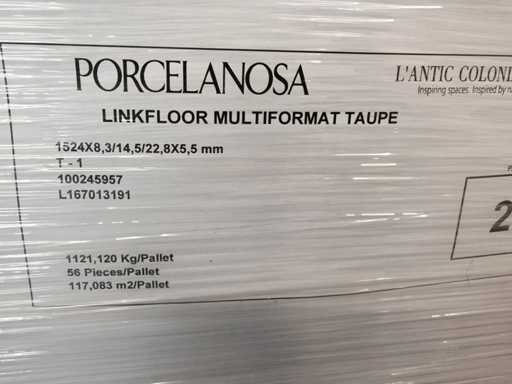 PORCELANOSA
L'ANTIC COLONI
Inspiring spaces. Inspired by
LINKFLOOR MULTIFORMAT TAUPE
1524X8,3/14,5/22,8X5,5 mm
T - 1
100245957
L167013191
2
1121,120 Kg/Pallet
56 Pieces/Pallet
117,083 m2/Pallet